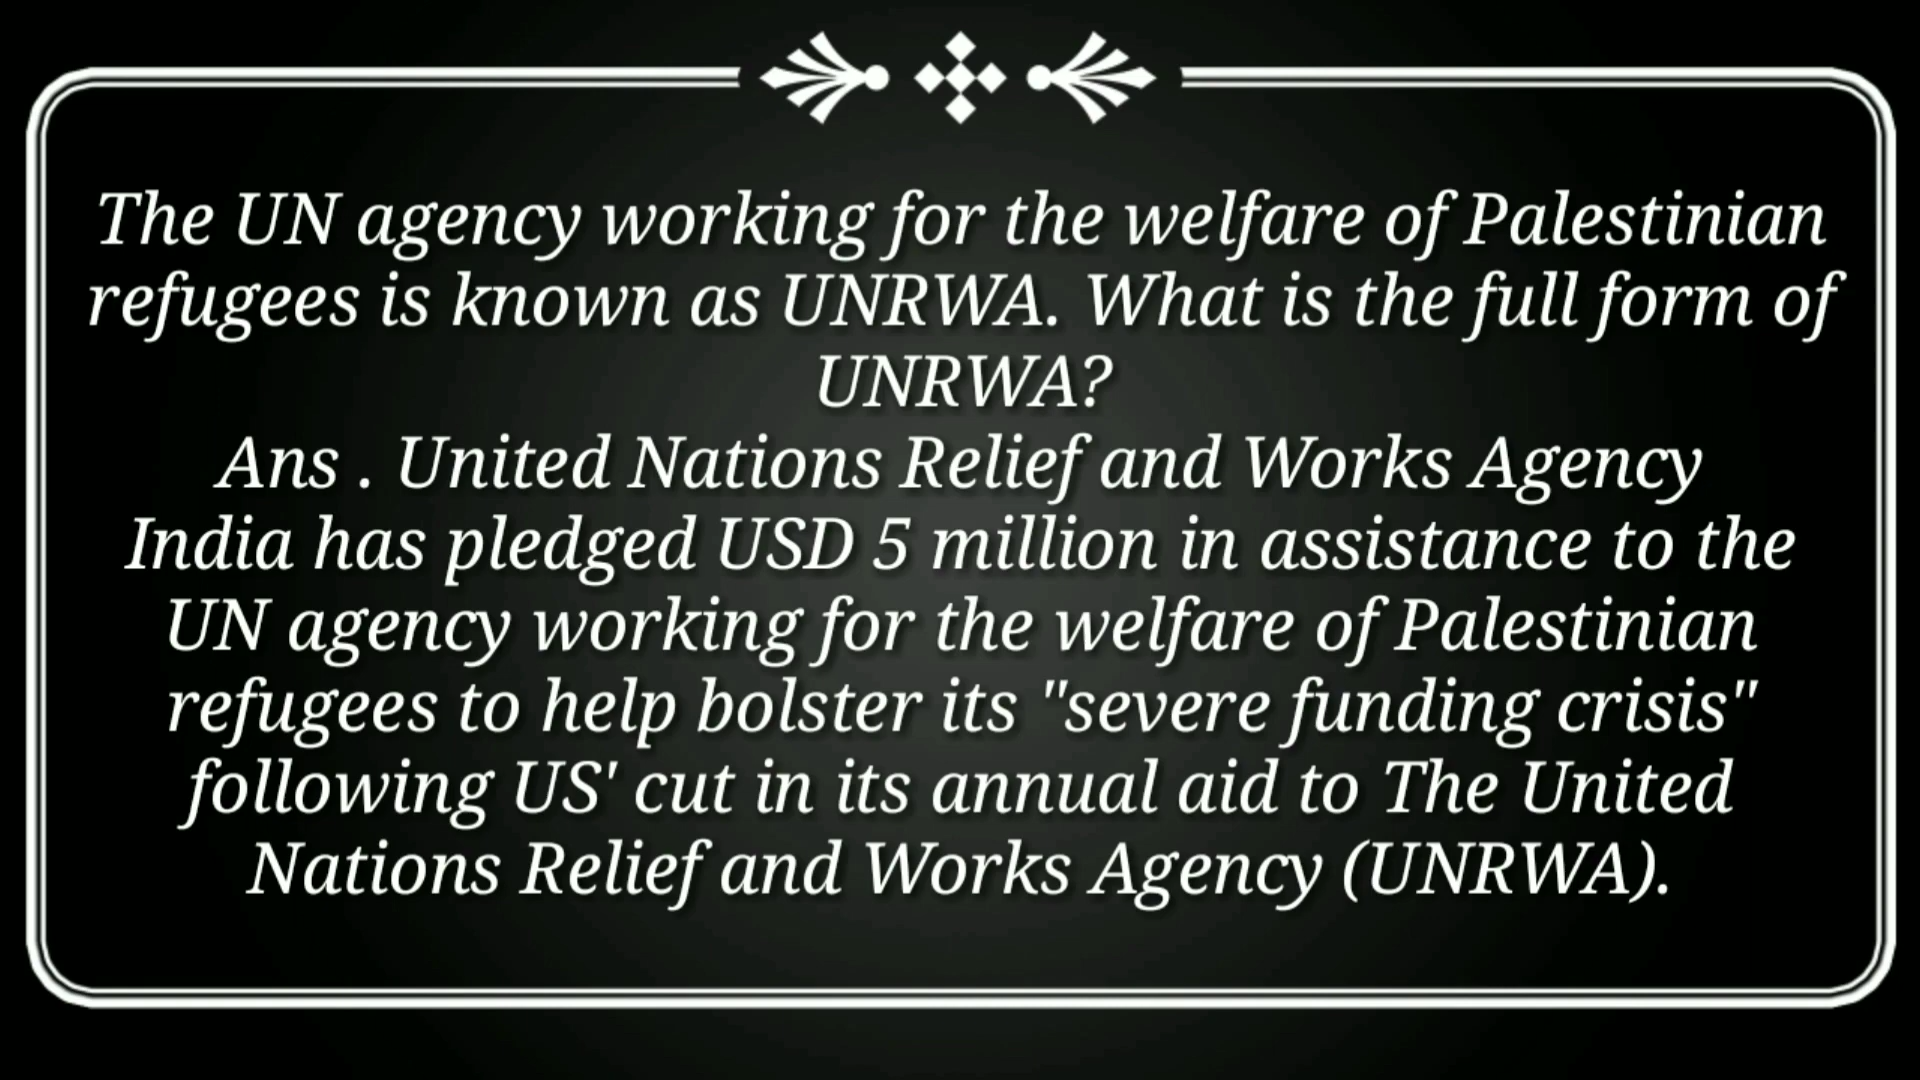 The UN agency working for the welfare of Palestinian
refugees is known as UNRWA. What is the full form of
UNRWA?
Ans . United Nations Relief and Works Agency
India has pledged USD 5 million in assistance to the
UN agency working for the welfare of Palestinian
refugees to help bolster its "severe funding crisis"
following US' cut in its annual aid to The United
Nations Relief and Works Agency (UNRWA).